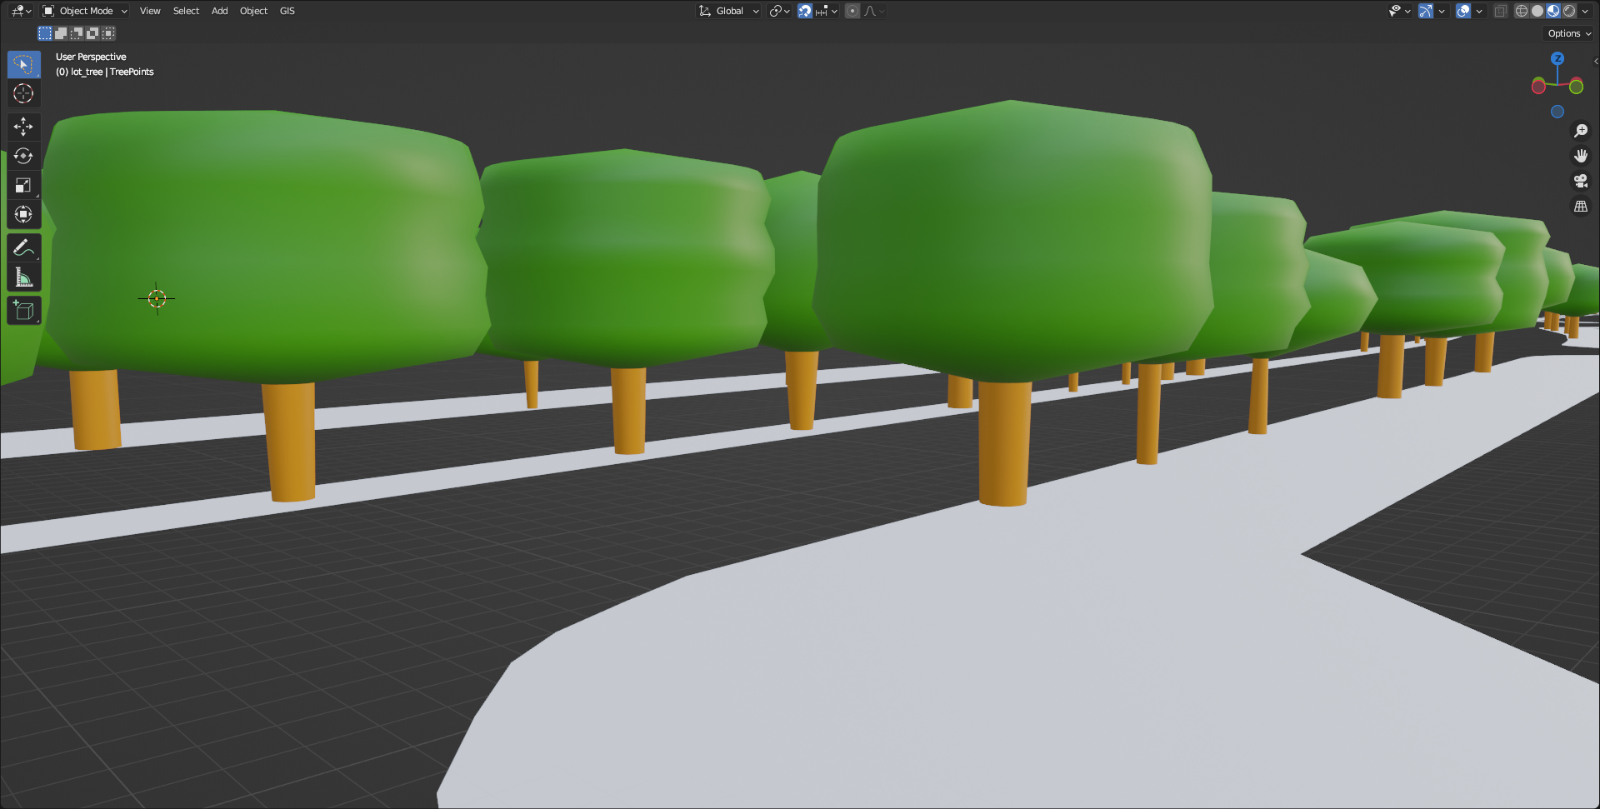 Object Mode View Select Add Object GIS Global
Options
User Perspective
(0) lot_tree | TreePoints
Z